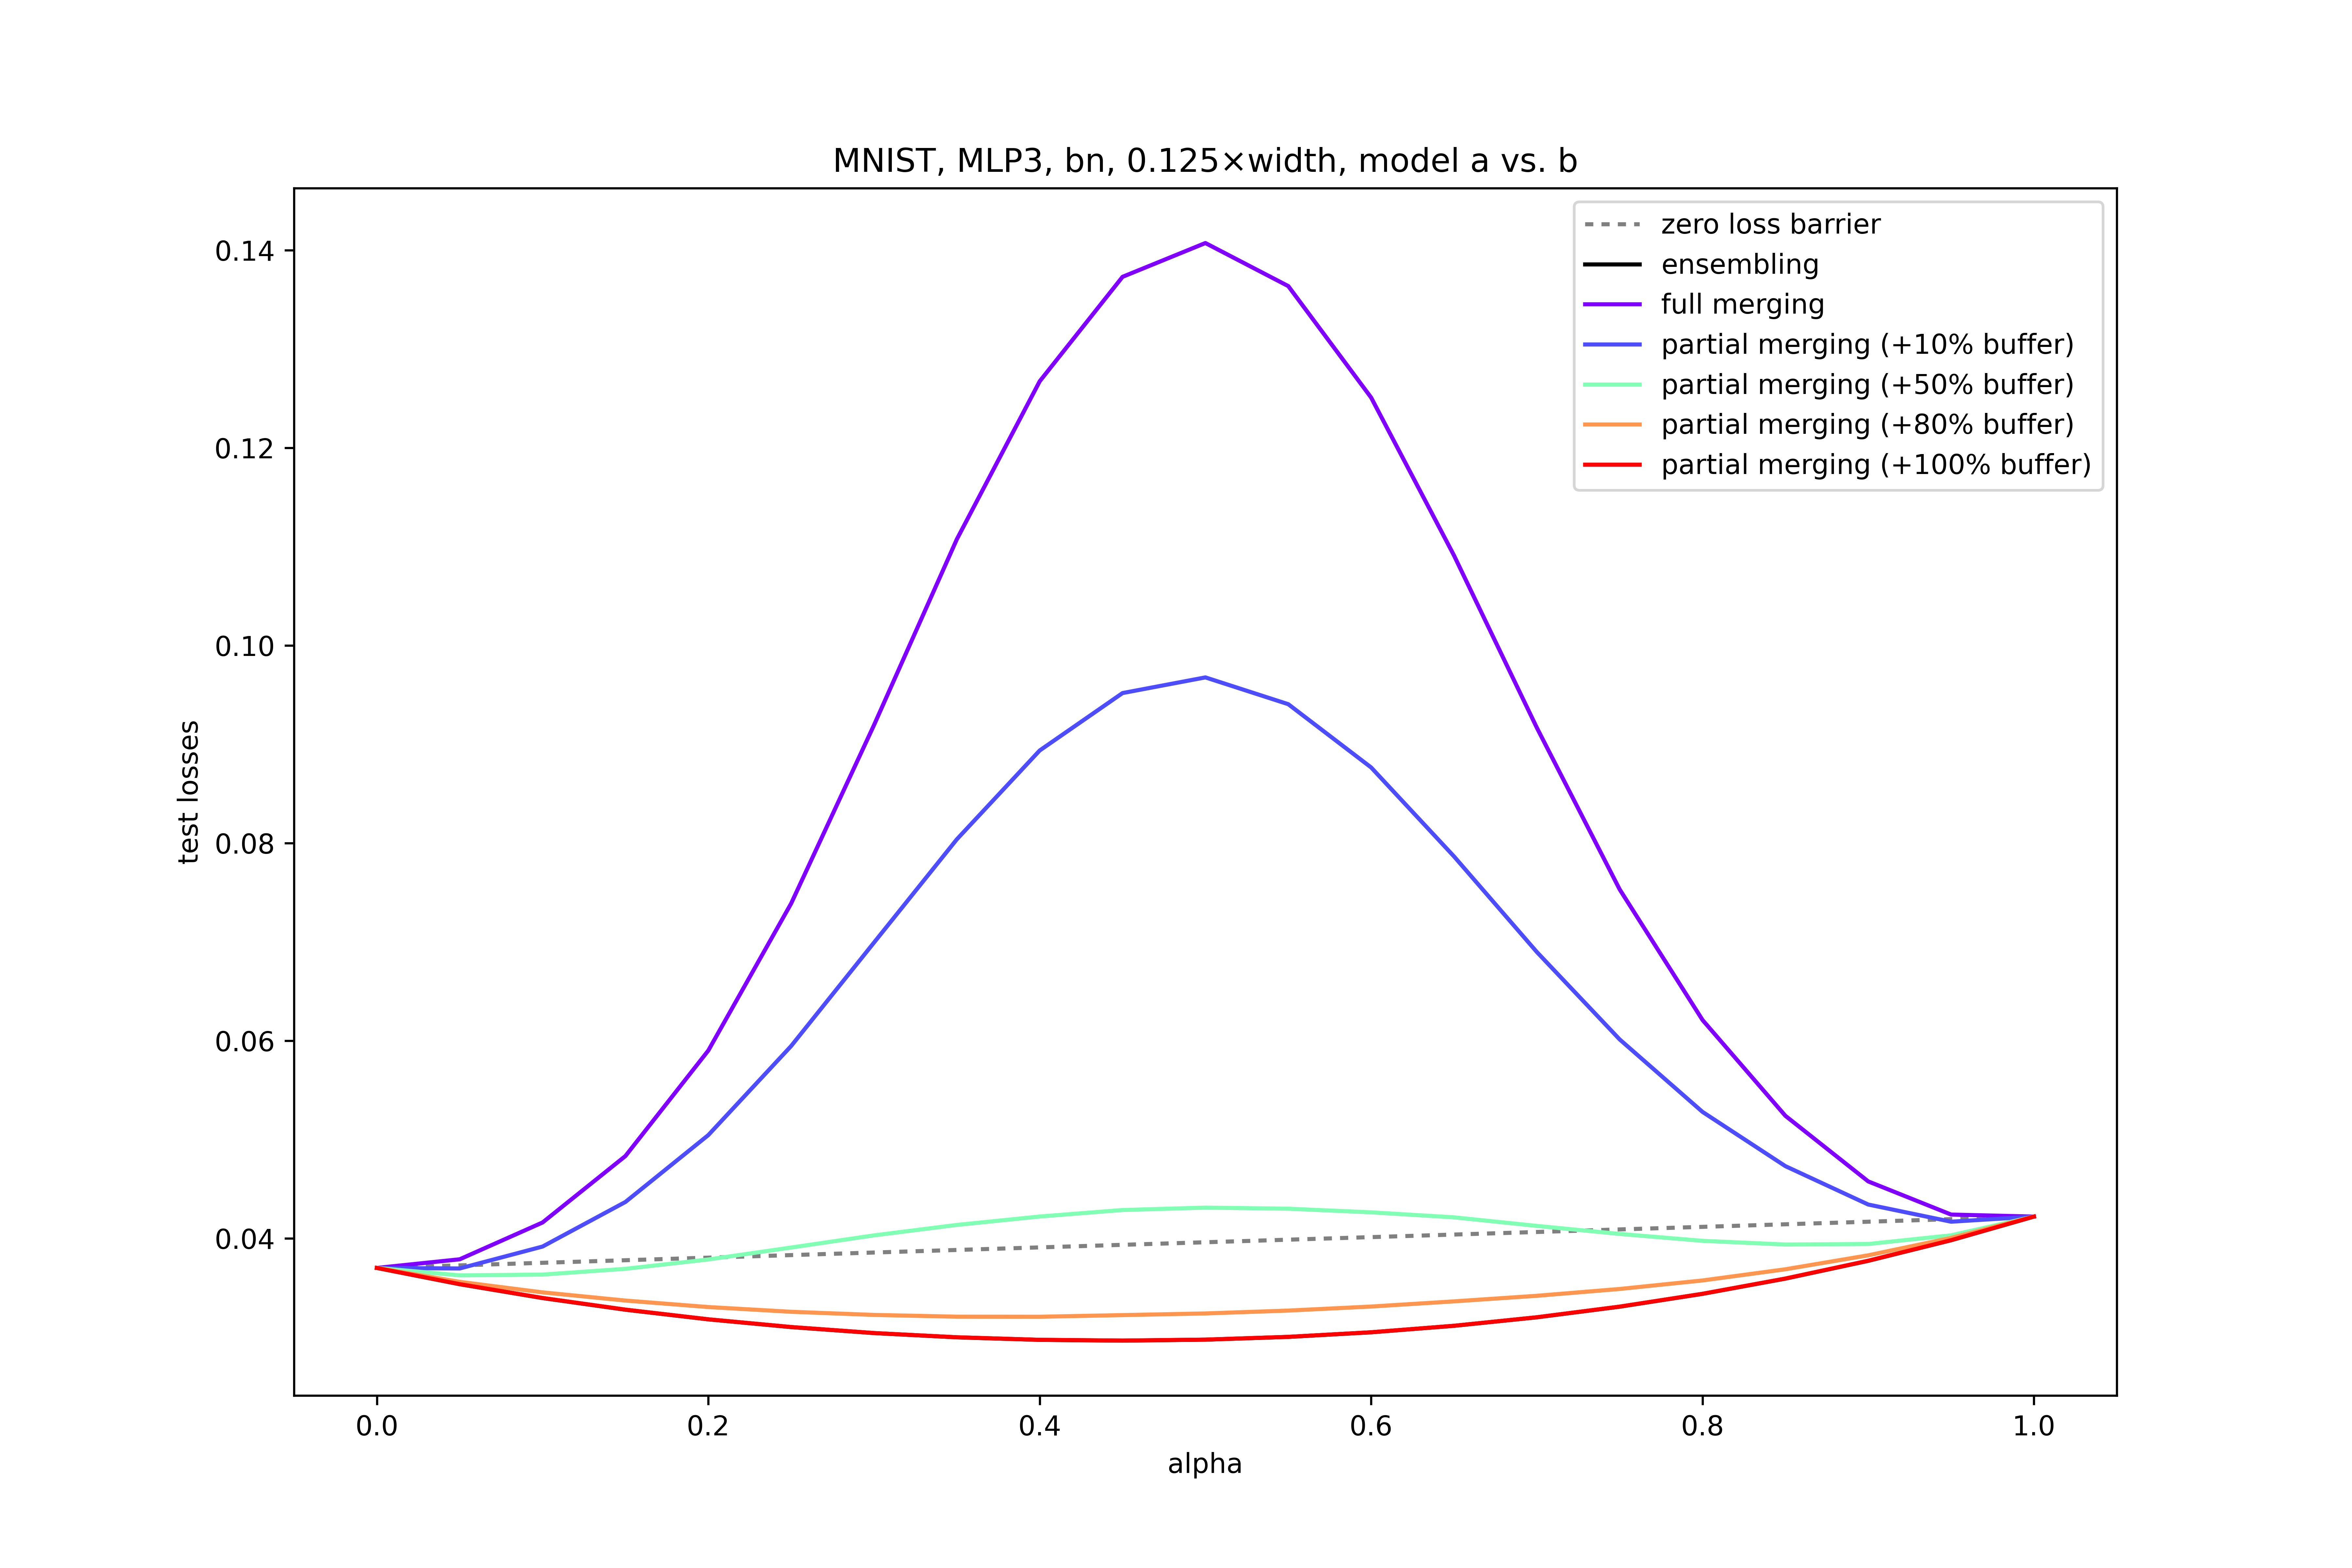 MNIST, MLP3, bn, 0.125×width, model a vs. b
zero loss barrier
ensembling
full merging
partial merging (+10% buffer)
partial merging (+50% buffer)
partial merging (+80% buffer)
partial merging (+100% buffer)
test losses
0.14
0.12
0.10
0.08
0.06
0.04
0.0 0.2 0.4 0.6 0.8 1.0
alpha